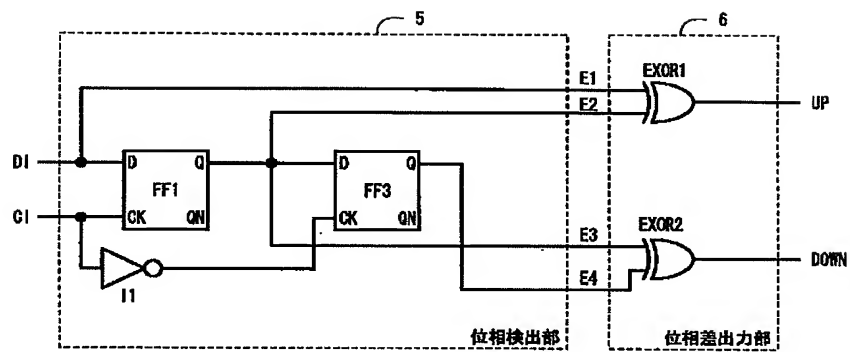 5
6
EXOR1
E1
E2
UP
DI
D
Q
FF1
CK
QN
D
Q
FF3
CK
QN
CI
I1
E3
EXOR2
E4
DOWN
位相検出部
位相差出力部